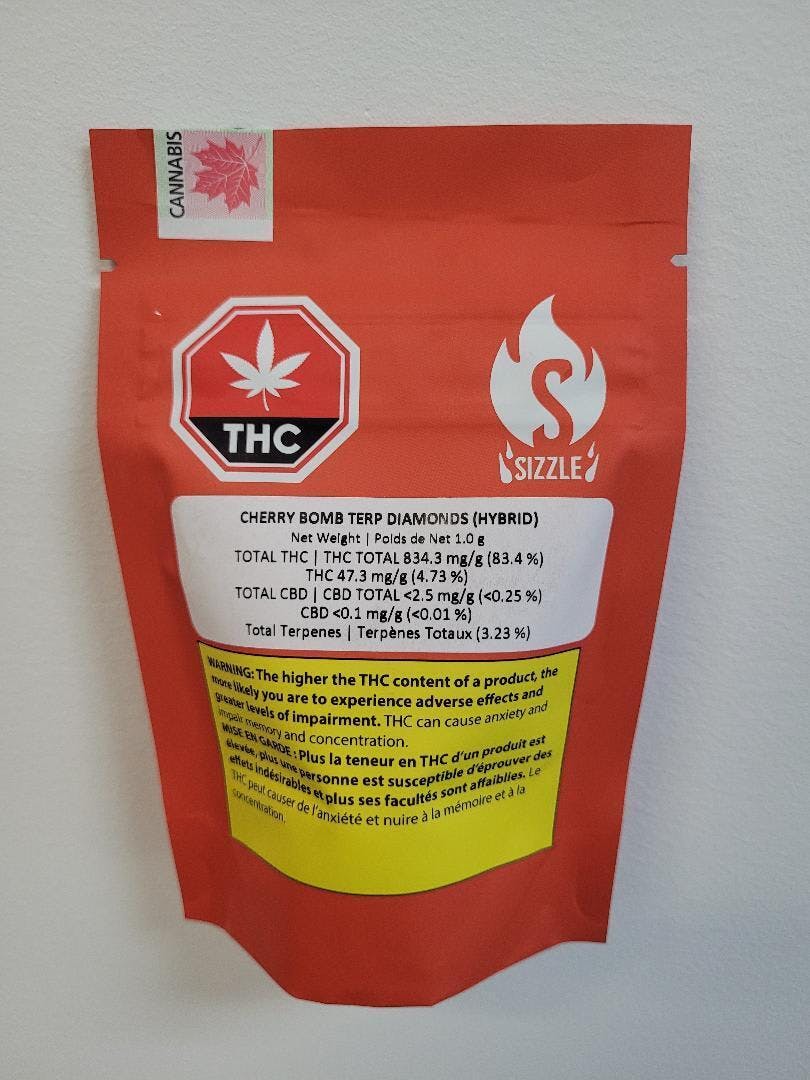 CANNABIS
THC
S
SIZZLE
CHERRY BOMB TERP DIAMONDS (HYBRID)
Net Weight | Poids de Net 1.0 g
TOTAL THC | THC TOTAL 834.3 mg/g (83.4 %)
THC 47.3 mg/g (4.73 %)
TOTAL CBD | CBD TOTAL <2.5 mg/g (<0.25 %)
CBD <0.1 mg/g (<0.01 %)
Total Terpenes | Terpènes Totaux (3.23 %)
WARNING: The higher the THC content of a product, the
more likely you are to experience adverse effects and
greater levels of impairment. THC can cause anxiety and
impair memory and concentration.
MISE EN GARDE : Plus la teneur en THC d'un produit est
élevée, plus une personne est susceptible d'éprouver des
effets indésirables et plus ses facultés sont affaiblies. Le
THC peut causer de l'anxiété et nuire à la mémoire et à la
concentration.